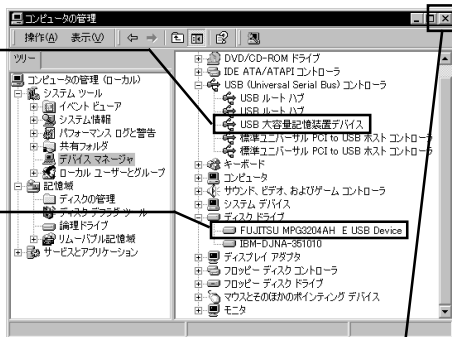 コンピュータの管理
操作(A) 表示(V)
ツリー
コンピュータの管理 (ローカル)
システム ツール
イベント ビューア
システム情報
パフォーマンス ログと警告
共有フォルダ
デバイス マネージャ
ローカル ユーザーとグループ
記憶域
ディスクの管理
ディスク デフラグ ツール
論理ドライブ
リムーバブル記憶域
サービスとアプリケーション
DVD/CD-ROM ドライブ
IDE ATA/ATAPI コントローラ
USB (Universal Serial Bus) コントローラ
USB ルート ハブ
USB ルート ハブ
USB 大容量記憶装置デバイス
標準ユニバーサル PCI to USB ホスト コントロー
標準ユニバーサル PCI to USB ホスト コントロー
キーボード
コンピュータ
サウンド、ビデオ、およびゲーム コントローラ
システム デバイス
ディスク ドライブ
FUJITSU MPG3204AH E USB Device
IBM-DJNA-351010
ディスプレイ アダプタ
フロッピー ディスク コントローラ
フロッピー ディスク ドライブ
マウスとそのほかのポインティング デバイス
モニタ